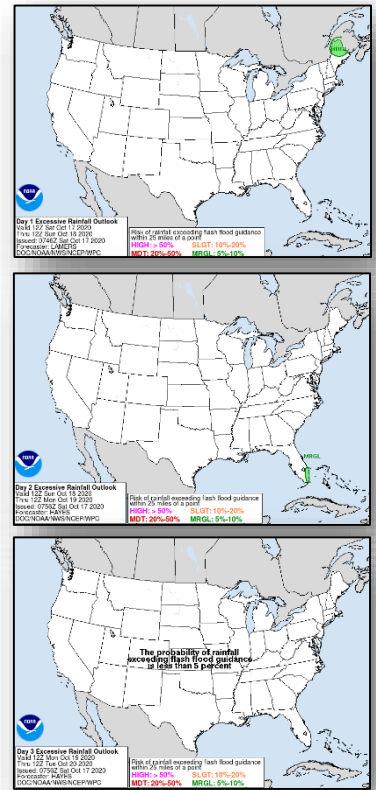 MRGL
noaa
Day 1 Excessive Rainfall Outlook
Valid 12Z Sat Oct 17 2020
Thru 12Z Sun Oct 18 2020
Issued: 0746Z Sat Oct 17 2020
Forecaster: LAMERS
DOC/NOAA/NWS/NCEP/WPC
Risk of rainfall exceeding flash flood guidance
within 25 miles of a point
HIGH: > 50% SLGT: 10%-20%
MDT: 20%-50% MRGL: 5%-10%
MRGL
noaa
Day 2 Excessive Rainfall Outlook
Valid 12Z Sun Oct 18 2020
Thru 12Z Mon Oct 19 2020
Issued: 0756Z Sat Oct 17 2020
Forecaster: HAYES
DOC/NOAA/NWS/NCEP/WPC
Risk of rainfall exceeding flash flood guidance
within 25 miles of a point
HIGH: > 50% SLGT: 10%-20%
MDT: 20%-50% MRGL: 5%-10%
The probability of rainfall
exceeding flash flood guidance
is less than 5 percent
noaa
Day 3 Excessive Rainfall Outlook
Valid 12Z Mon Oct 19 2020
Thru 12Z Tue Oct 20 2020
Issued: 0756Z Sat Oct 17 2020
Forecaster: HAYES
DOC/NOAA/NWS/NCEP/WPC
Risk of rainfall exceeding flash flood guidance
within 25 miles of a point
HIGH: > 50% SLGT: 10%-20%
MDT: 20%-50% MRGL: 5%-10%